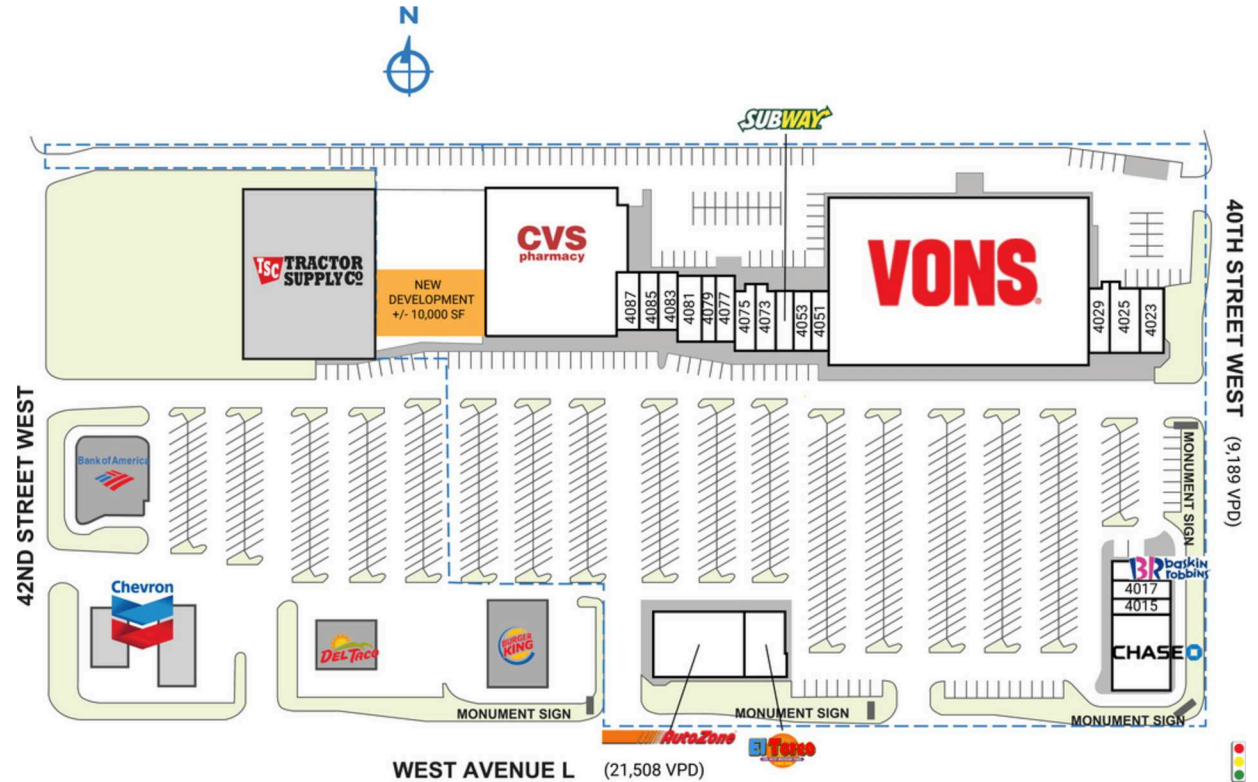 N
SUBWAY
TSC TRACTOR
SUPPLY CO
CVS
pharmacy
VONS
NEW
DEVELOPMENT
+/- 10,000 SF
4087
4085
4083
4081
4079
4077
4075
4073
4053
4051
4029
4025
4023
40TH STREET WEST (9,189 VPD)
42ND STREET WEST
Bank of America
MONUMENT SIGN
Chevron
DEL TACO
BURGER
KING
BR baskin
robbins
4017
4015
CHASE
MONUMENT SIGN
MONUMENT SIGN
MONUMENT SIGN
AutoZone
El Toreo
WEST AVENUE L (21,508 VPD)